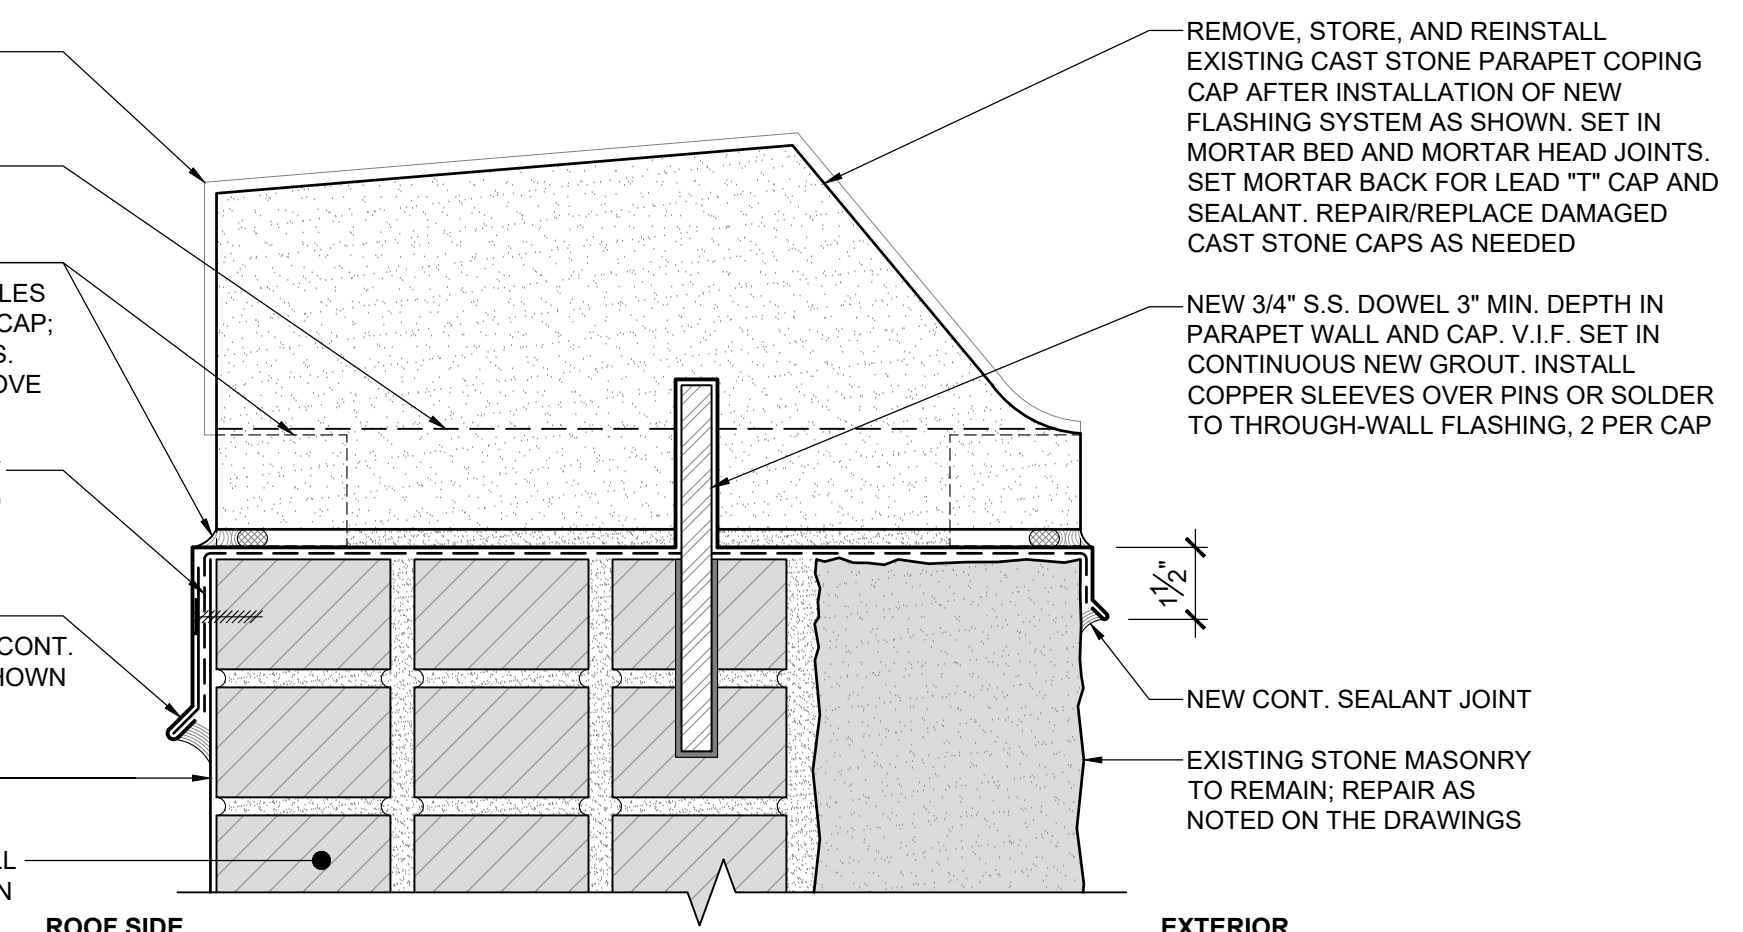 REMOVE, STORE, AND REINSTALL
EXISTING CAST STONE PARAPET COPING
CAP AFTER INSTALLATION OF NEW
FLASHING SYSTEM AS SHOWN. SET IN
MORTAR BED AND MORTAR HEAD JOINTS.
SET MORTAR BACK FOR LEAD "T" CAP AND
SEALANT. REPAIR/REPLACE DAMAGED
CAST STONE CAPS AS NEEDED
NEW 3/4" S.S. DOWEL 3" MIN. DEPTH IN
PARAPET WALL AND CAP. V.I.F. SET IN
CONTINUOUS NEW GROUT. INSTALL
COPPER SLEEVES OVER PINS OR SOLDER
TO THROUGH-WALL FLASHING, 2 PER CAP
1½"
NEW CONT. SEALANT JOINT
EXISTING STONE MASONRY
TO REMAIN; REPAIR AS
NOTED ON THE DRAWINGS
CAP;
CONT.
ROOF SIDE
EXTERIOR